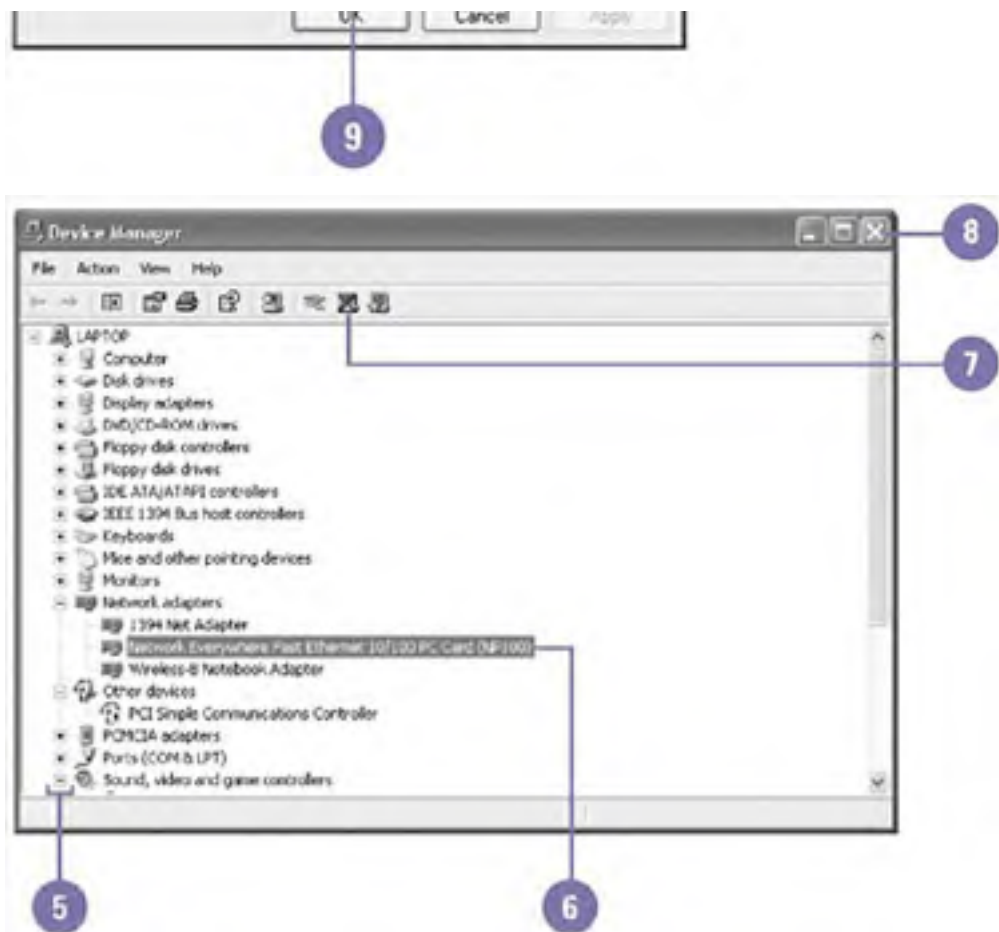 OK Cancel Apply
9
Device Manager
8
File Action View Help
7
LAPTOP
Computer
Disk drives
Display adapters
DVD/CD-ROM drives
Floppy disk controllers
Floppy disk drives
IDE ATA/ATAPI controllers
IEEE 1394 Bus host controllers
Keyboards
Mice and other pointing devices
Monitors
Network adapters
1394 Net Adapter
Network Everywhere Fast Ethernet 10/100 PC Card (NP100)
Wireless-B Notebook Adapter
Other devices
PCI Simple Communications Controller
PCMCIA adapters
Ports (COM & LPT)
Sound, video and game controllers
5
6